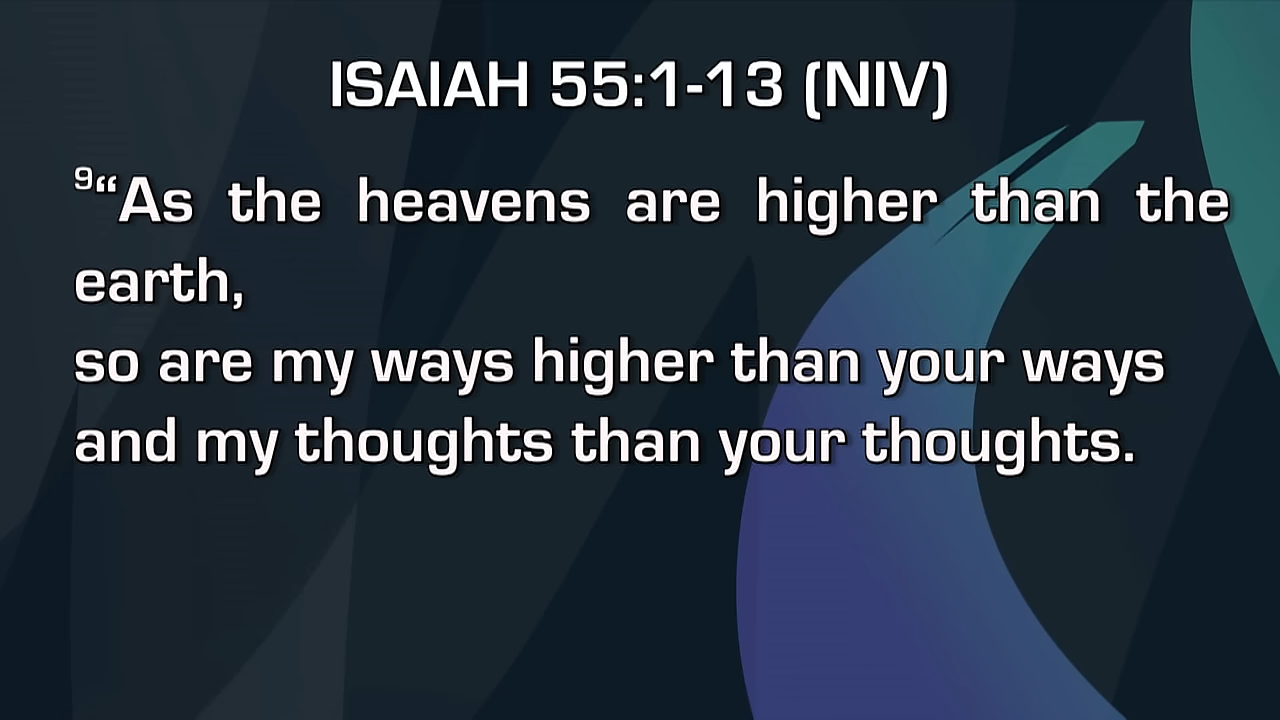 ISAIAH 55:1-13 (NIV)
⁹“As the heavens are higher than the
earth,
so are my ways higher than your ways
and my thoughts than your thoughts.